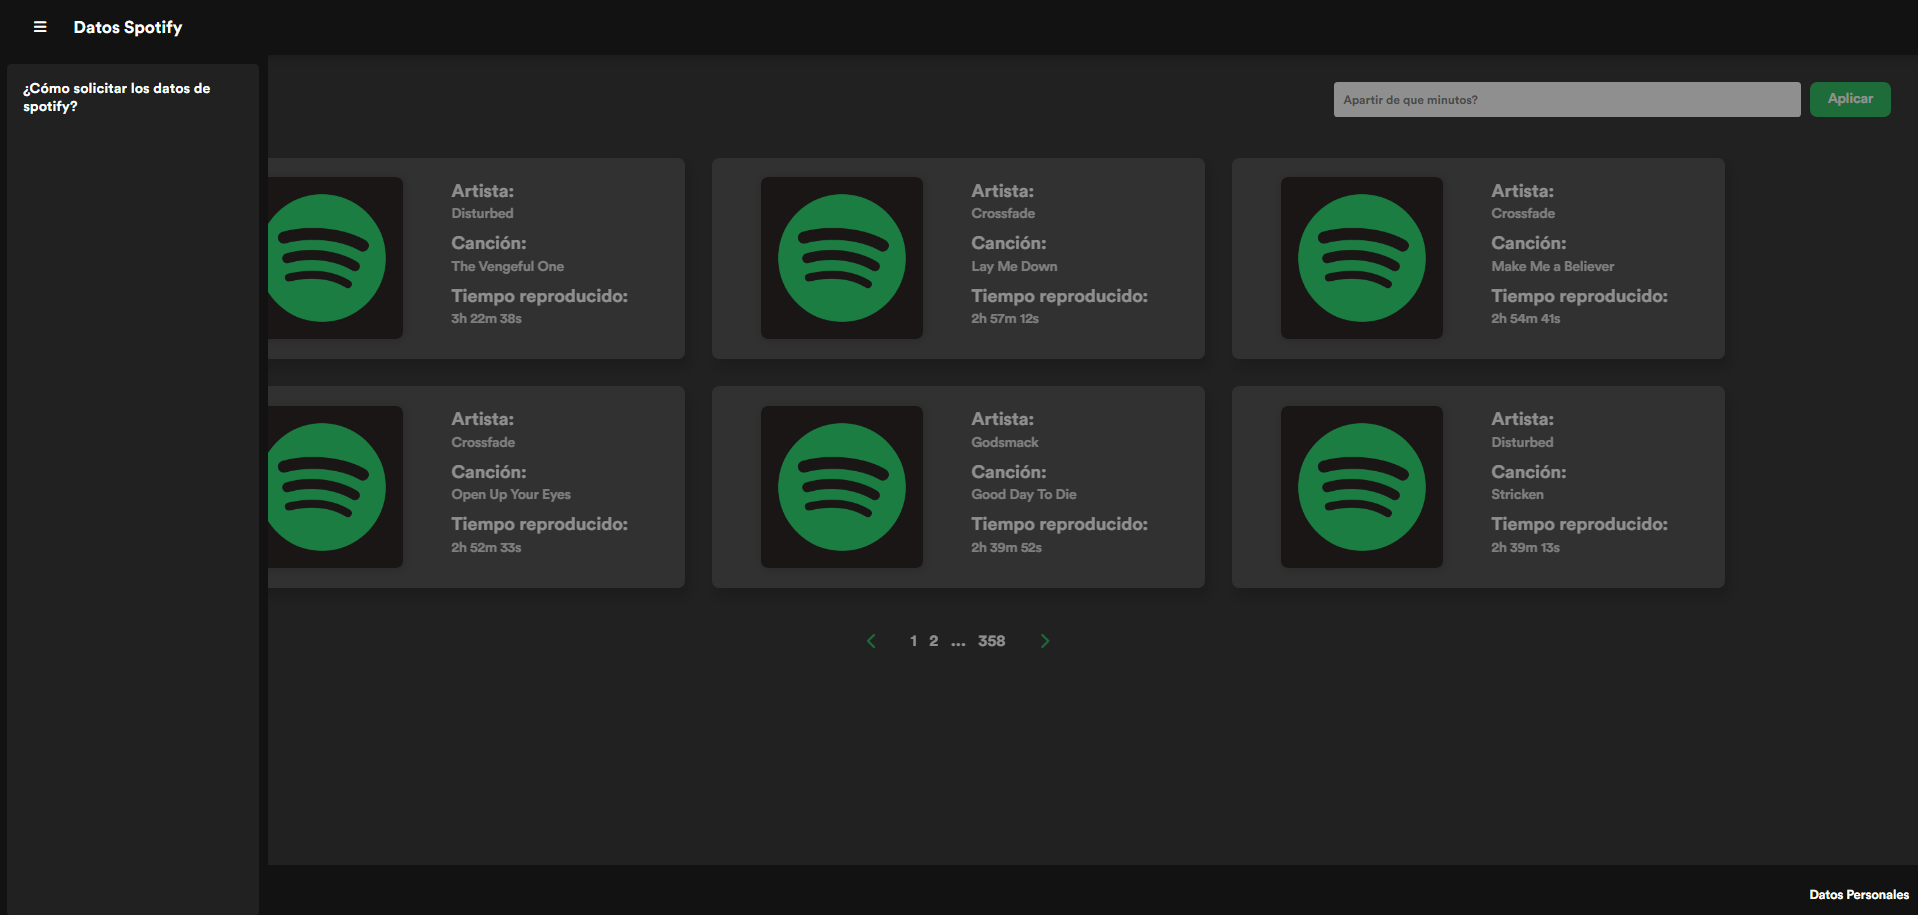 Datos Spotify
¿Cómo solicitar los datos de
spotify?
Apartir de que minutos?
Aplicar
Artista:
Disturbed
Canción:
The Vengeful One
Tiempo reproducido:
3h 22m 38s
Artista:
Crossfade
Canción:
Lay Me Down
Tiempo reproducido:
2h 57m 12s
Artista:
Crossfade
Canción:
Make Me a Believer
Tiempo reproducido:
2h 54m 41s
Artista:
Crossfade
Canción:
Open Up Your Eyes
Tiempo reproducido:
2h 52m 33s
Artista:
Godsmack
Canción:
Good Day To Die
Tiempo reproducido:
2h 39m 52s
Artista:
Disturbed
Canción:
Stricken
Tiempo reproducido:
2h 39m 13s
1 2 ... 358
Datos Personales